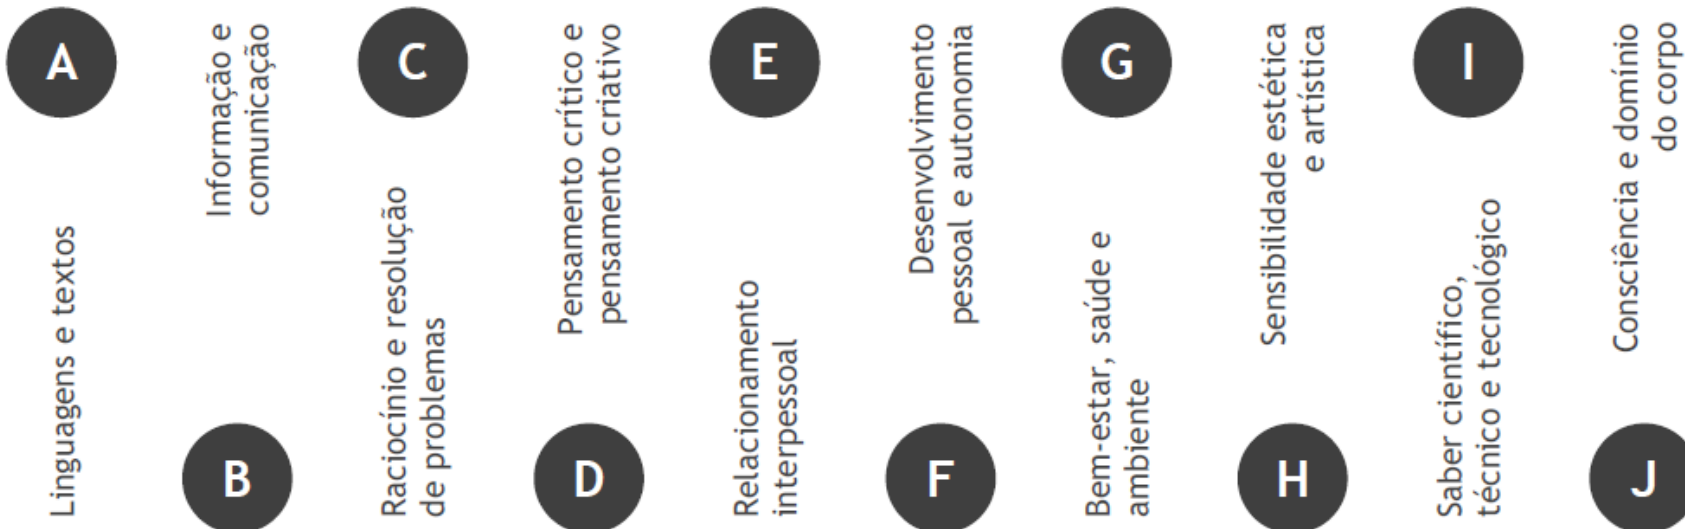 A
Linguagens e textos
B
Informação e
comunicação
C
Raciocínio e resolução
de problemas
D
Pensamento crítico e
pensamento criativo
E
Relacionamento
interpessoal
F
Desenvolvimento
pessoal e autonomia
G
Bem-estar, saúde e
ambiente
H
Sensibilidade estética
e artística
I
Saber científico,
técnico e tecnológico
J
Consciência e domínio
do corpo